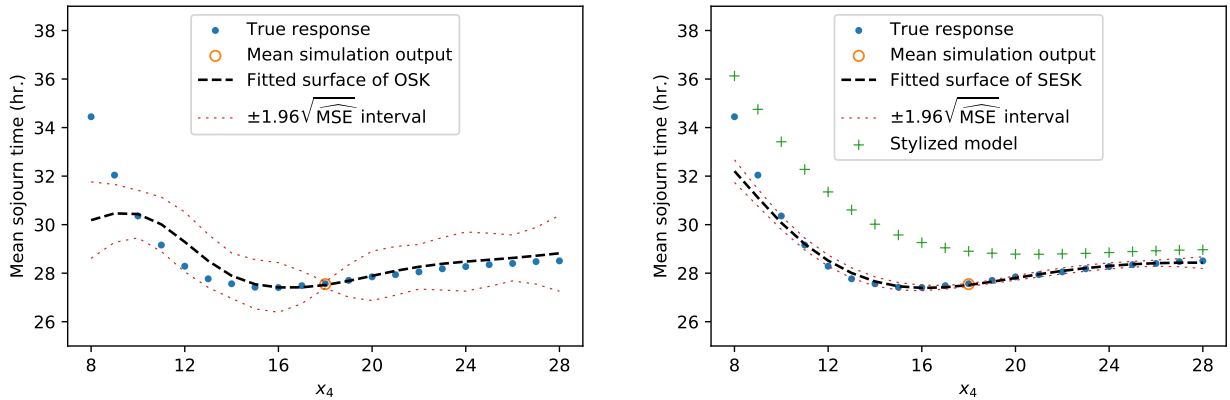 True response
Mean simulation output
Fitted surface of OSK
±1.96√MSE interval
Mean sojourn time (hr.)
38
36
34
32
30
28
26
8
12
16
20
24
28
x₄
True response
Mean simulation output
Fitted surface of SESK
±1.96√MSE interval
Stylized model
Mean sojourn time (hr.)
38
36
34
32
30
28
26
8
12
16
20
24
28
x₄